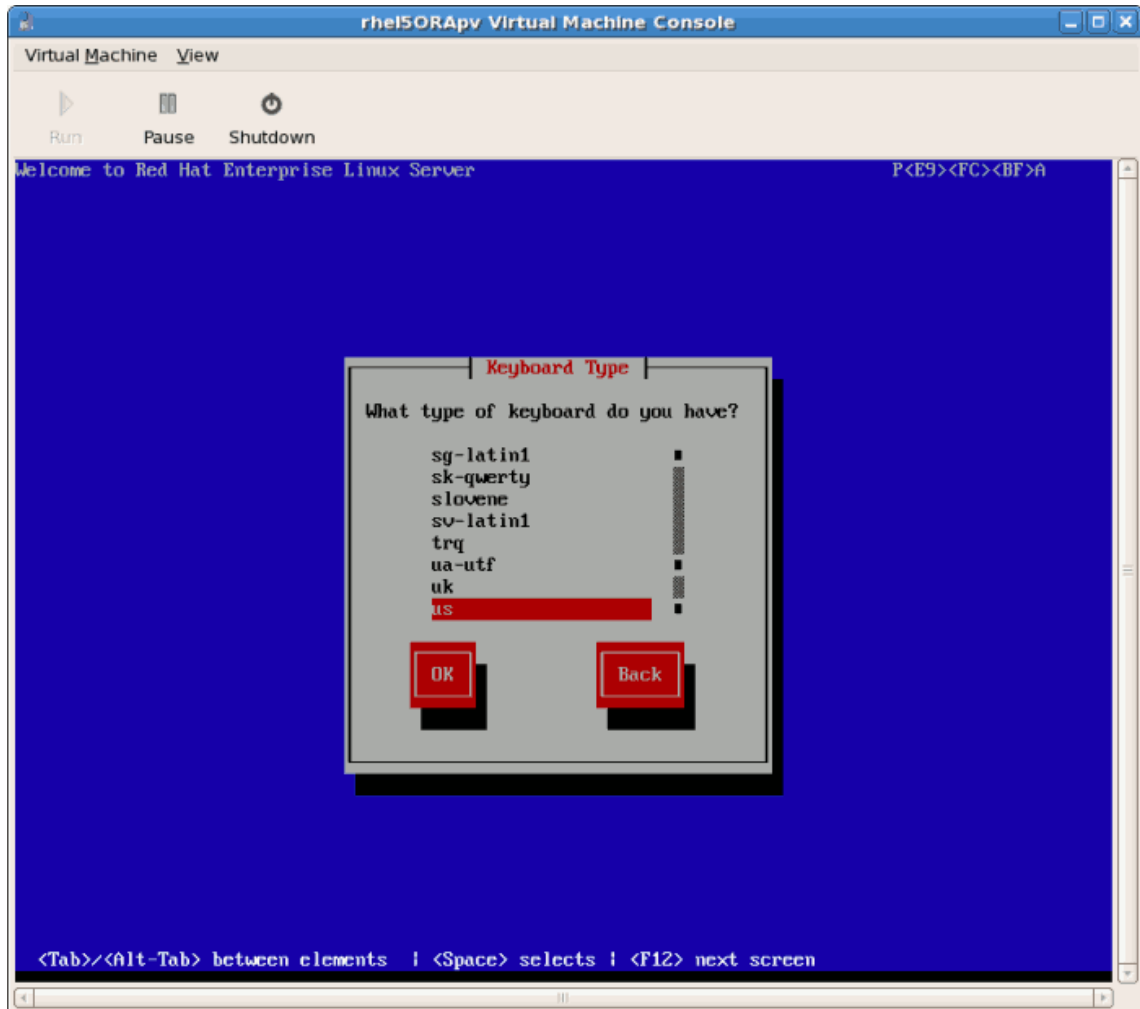 rhel5ORApv Virtual Machine Console
Virtual Machine View
Run Pause Shutdown
Welcome to Red Hat Enterprise Linux Server P<E9><FC><BF>A
Keyboard Type
What type of keyboard do you have?
sg-latin1
sk-qwerty
slovene
sv-latin1
trq
ua-utf
uk
us
OK Back
<Tab>/<Alt-Tab> between elements | <Space> selects | <F12> next screen